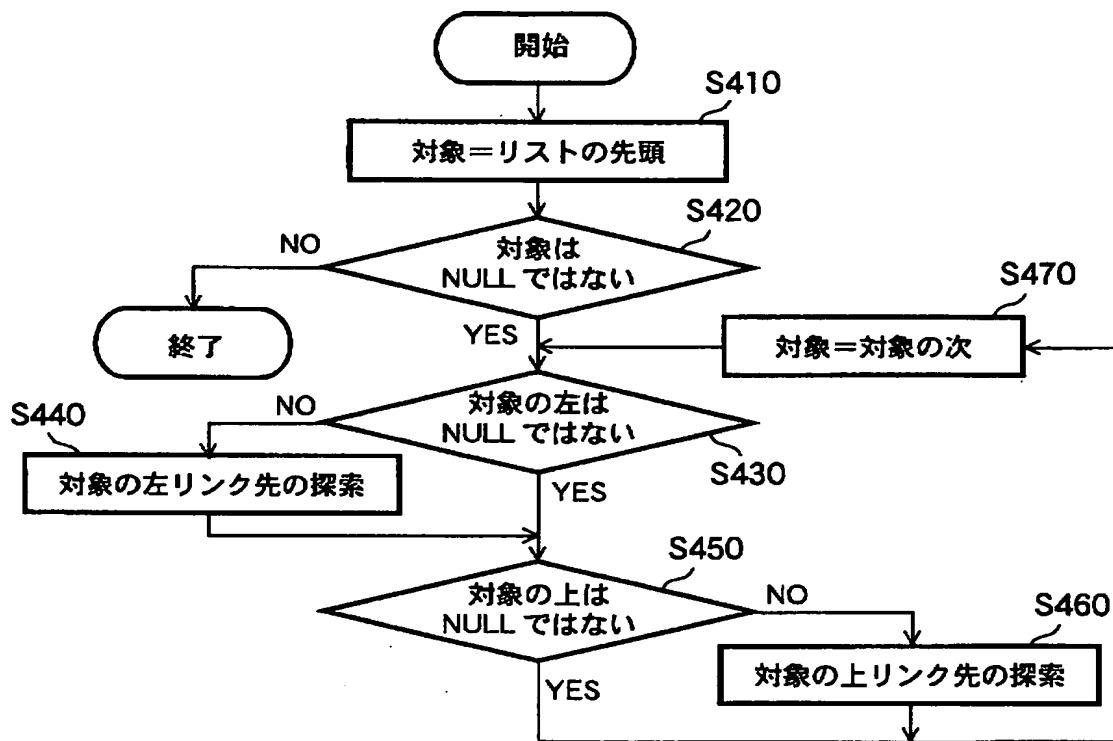 開始
S410
対象＝リストの先頭
S420
対象は
NULL ではない
NO
YES
終了
S470
対象＝対象の次
S430
対象の左は
NULL ではない
NO
YES
S440
対象の左リンク先の探索
S450
対象の上は
NULL ではない
NO
YES
S460
対象の上リンク先の探索